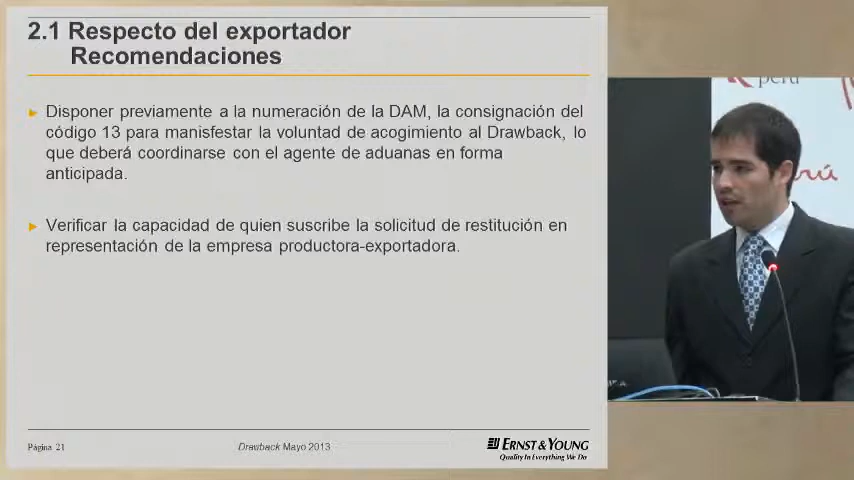 2.1 Respecto del exportador
Recomendaciones
Disponer previamente a la numeración de la DAM, la consignación del
código 13 para manisfestar la voluntad de acogimiento al Drawback, lo
que deberá coordinarse con el agente de aduanas en forma
anticipada.
Verificar la capacidad de quien suscribe la solicitud de restitución en
representación de la empresa productora-exportadora.
Página 21
Drawback Mayo 2013
ERNST & YOUNG
Quality In Everything We Do
perú